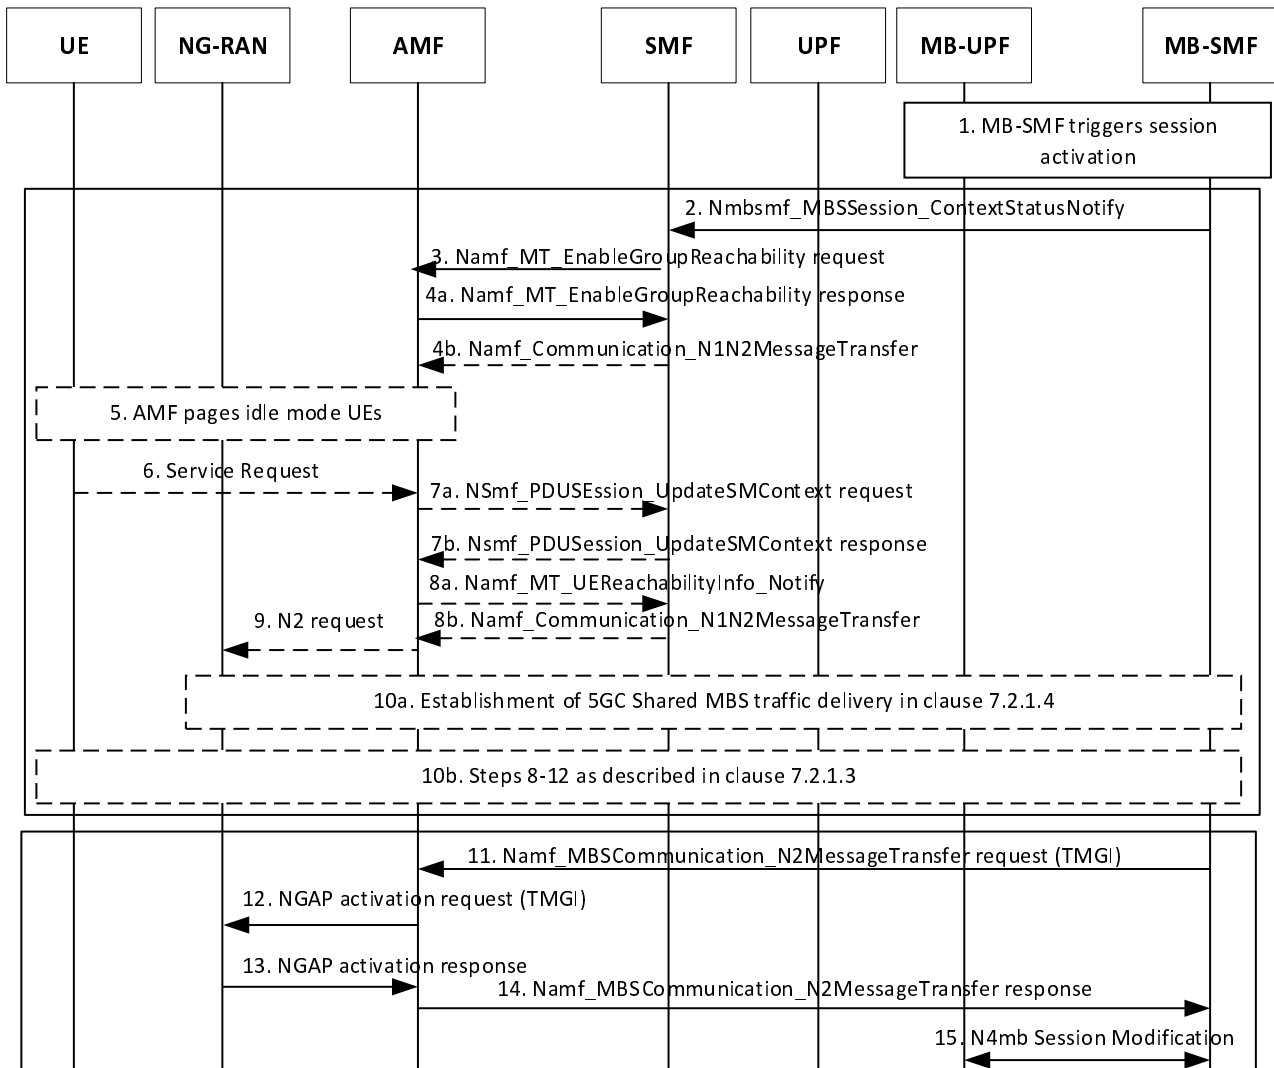 UE
NG-RAN
AMF
SMF
UPF
MB-UPF
MB-SMF
1. MB-SMF triggers session
activation
2. Nmbsmf_MBSSession_ContextStatusNotify
3. Namf_MT_EnableGroupReachability request
4a. Namf_MT_EnableGroupReachability response
4b. Namf_Communication_N1N2MessageTransfer
5. AMF pages idle mode UEs
6. Service Request
7a. NSmf_PDUSEssion_UpdateSMContext request
7b. Nsmf_PDUSession_UpdateSMContext response
8a. Namf_MT_UEReachabilityInfo_Notify
8b. Namf_Communication_N1N2MessageTransfer
9. N2 request
10a. Establishment of 5GC Shared MBS traffic delivery in clause 7.2.1.4
10b. Steps 8-12 as described in clause 7.2.1.3
11. Namf_MBSCommunication_N2MessageTransfer request (TMGI)
12. NGAP activation request (TMGI)
13. NGAP activation response
14. Namf_MBSCommunication_N2MessageTransfer response
15. N4mb Session Modification